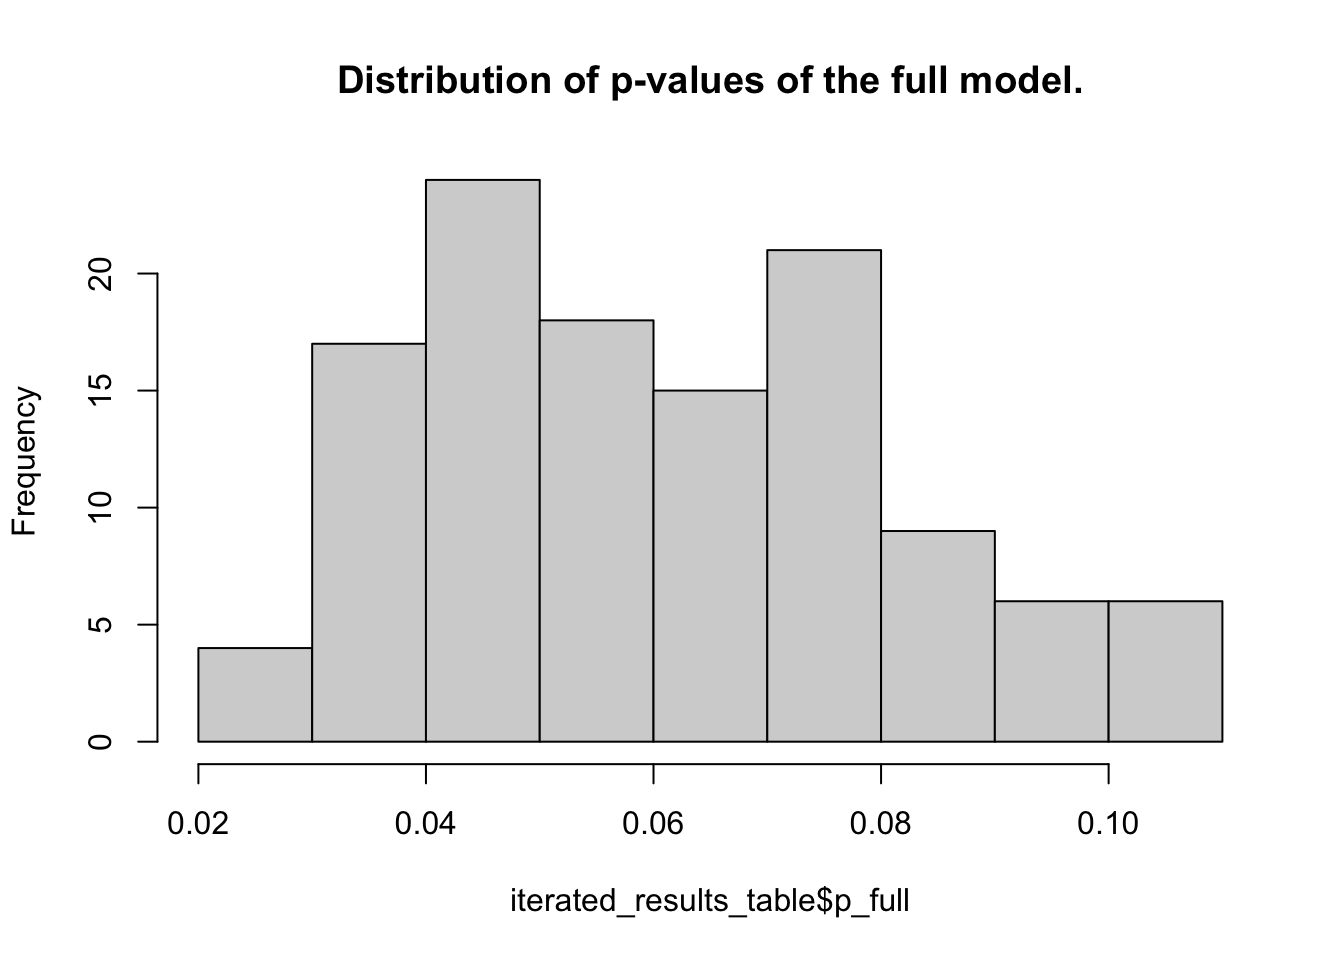 Distribution of p-values of the full model.
Frequency
20
15
10
5
0
0.02 0.04 0.06 0.08 0.10
iterated_results_table$p_full